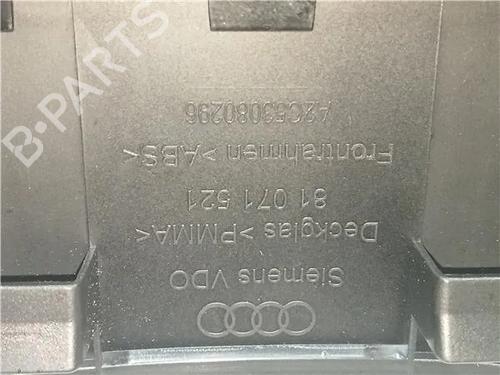 Siemens VDO
Deckglas >PMMA<
81 071 521
Frontrahmen >ABS<
A2C53080296
B-PARTS